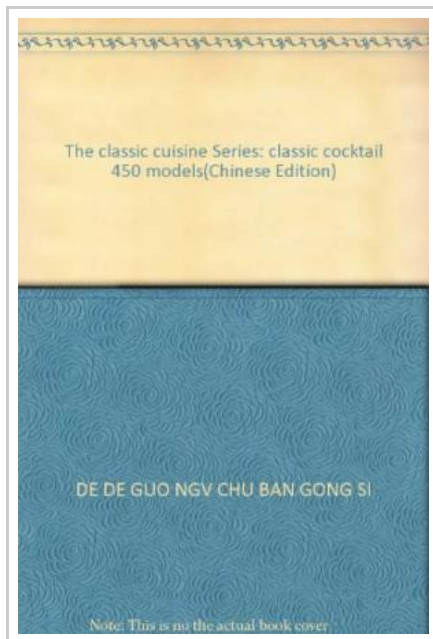 The classic cuisine Series: classic cocktail
450 models(Chinese Edition)
DE DE GUO NGV CHU BAN GONG SI
Note: This is no the actual book cover